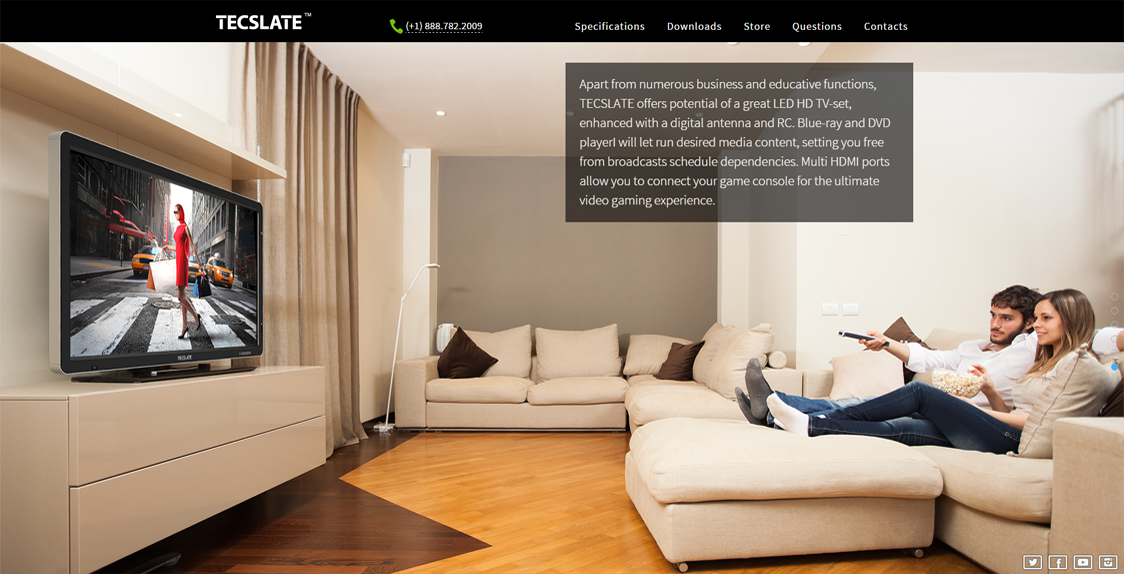 TECSLATE™
(+1) 888.782.2009
Specifications Downloads Store Questions Contacts
Apart from numerous business and educative functions,
TECSLATE offers potential of a great LED HD TV-set,
enhanced with a digital antenna and RC. Blue-ray and DVD
playerl will let run desired media content, setting you free
from broadcasts schedule dependencies. Multi HDMI ports
allow you to connect your game console for the ultimate
video gaming experience.
TECSLATE